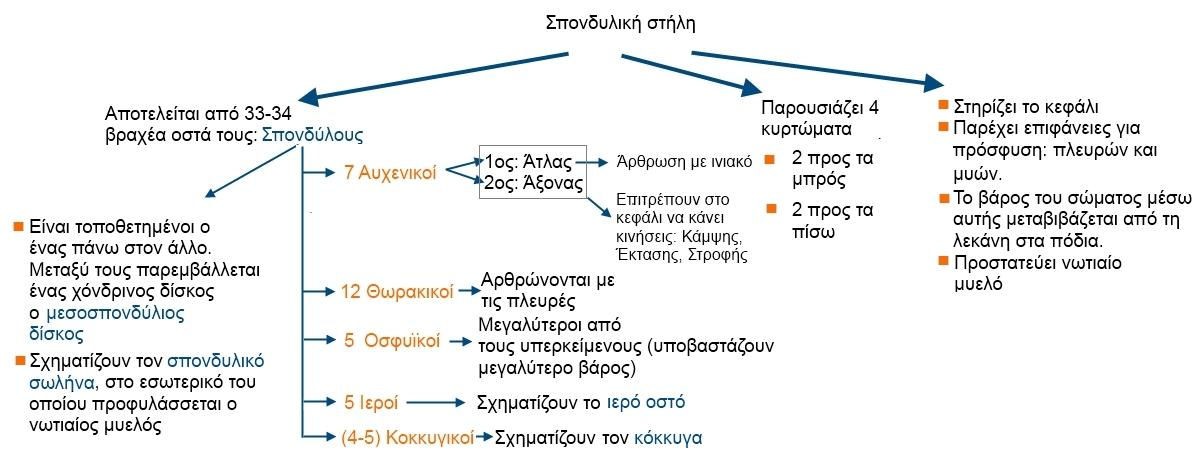 Σπονδυλική στήλη
Αποτελείται από 33-34
βραχέα οστά τους: Σπονδύλους
Είναι τοποθετημένοι ο
ένας πάνω στον άλλο.
Μεταξύ τους παρεμβάλλεται
ένας χόνδρινος δίσκος
ο μεσοσπονδύλιος
δίσκος
Σχηματίζουν τον σπονδυλικό
σωλήνα, στο εσωτερικό του
οποίου προφυλάσσεται ο
νωτιαίος μυελός
7 Αυχενικοί
1ος: Άτλας
2ος: Άξονας
Άρθρωση με ινιακό
Επιτρέπουν στο
κεφάλι να κάνει
κινήσεις: Κάμψης,
Έκτασης, Στροφής
12 Θωρακικοί
Αρθρώνονται με
τις πλευρές
5 Οσφυϊκοί
Μεγαλύτεροι από
τους υπερκείμενους (υποβαστάζουν
μεγαλύτερο βάρος)
5 Ιεροί
Σχηματίζουν το ιερό οστό
(4-5) Κοκκυγικοί
Σχηματίζουν τον κόκκυγα
Παρουσιάζει 4
κυρτώματα
2 προς τα
μπρός
2 προς τα
πίσω
Στηρίζει το κεφάλι
Παρέχει επιφάνειες για
πρόσφυση: πλευρών και
μυών.
Το βάρος του σώματος μέσω
αυτής μεταβιβάζεται από τη
λεκάνη στα πόδια.
Προστατεύει νωτιαίο
μυελό